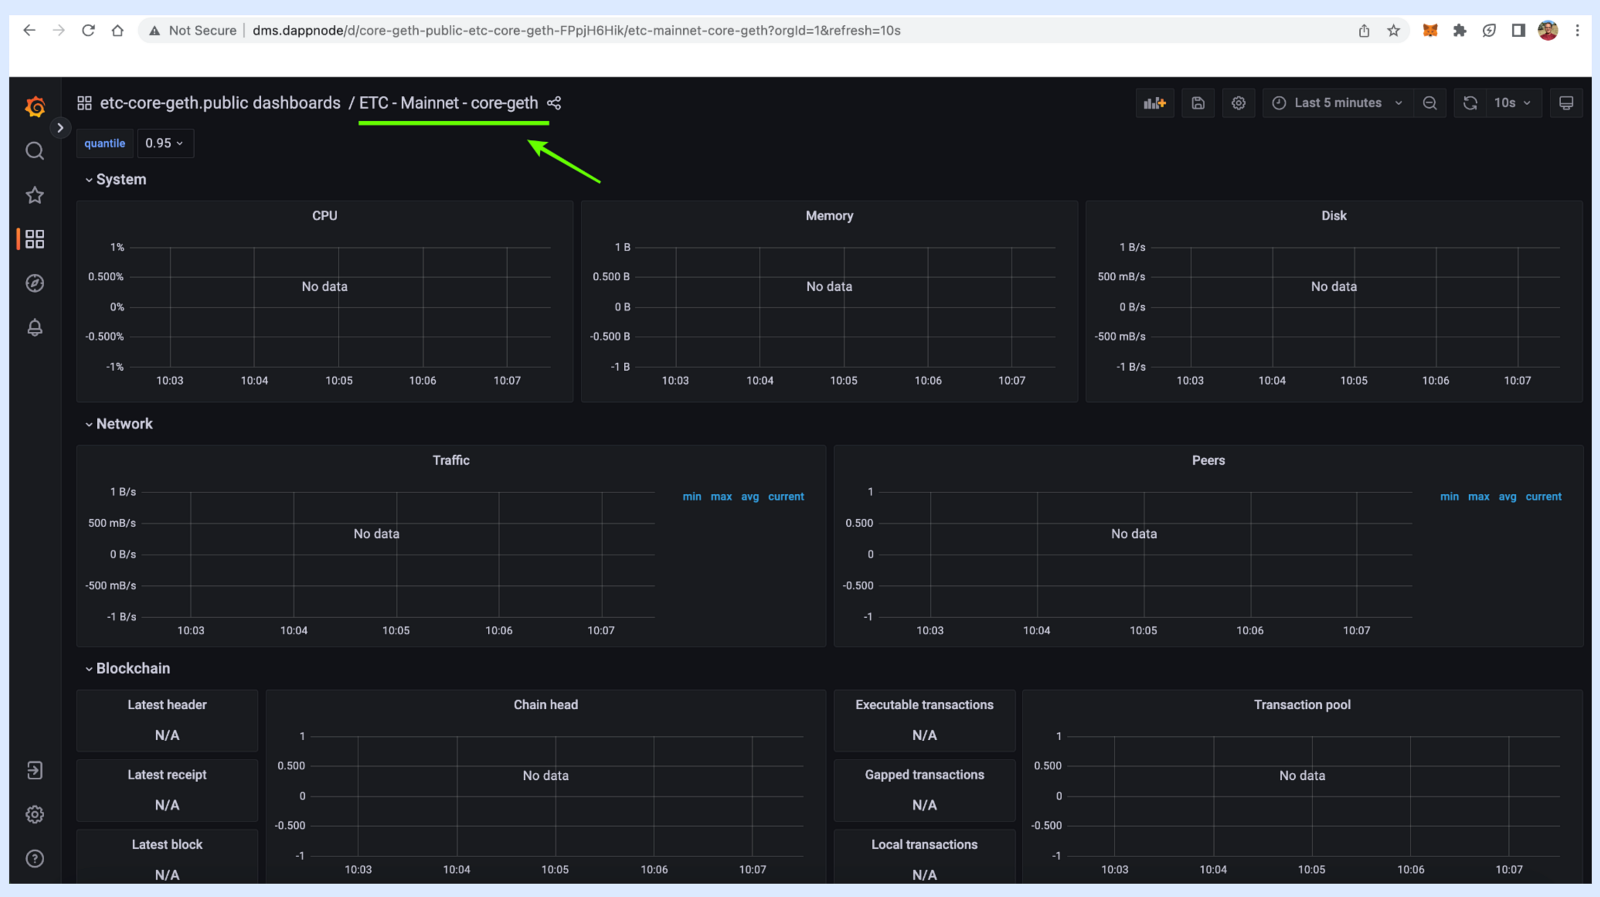 Not Secure | dms.dappnode/d/core-geth-public-etc-core-geth-FPpjH6Hik/etc-mainnet-core-geth?orgId=1&refresh=10s
etc-core-geth.public dashboards / ETC - Mainnet - core-geth
Last 5 minutes
10s
quantile 0.95
System
CPU
1%
0.500%
0%
-0.500%
-1%
No data
10:03 10:04 10:05 10:06 10:07
Memory
1 B
0.500 B
0 B
-0.500 B
-1 B
No data
10:03 10:04 10:05 10:06 10:07
Disk
1 B/s
500 mB/s
0 B/s
-500 mB/s
-1 B/s
No data
10:03 10:04 10:05 10:06 10:07
Network
Traffic
1 B/s
500 mB/s
0 B/s
-500 mB/s
-1 B/s
No data
10:03 10:04 10:05 10:06 10:07
min max avg current
Peers
1
0.500
0
-0.500
-1
No data
10:03 10:04 10:05 10:06 10:07
min max avg current
Blockchain
Latest header
N/A
Latest receipt
N/A
Latest block
N/A
Chain head
1
0.500
0
-0.500
-1
No data
10:03 10:04 10:05 10:06 10:07
Executable transactions
N/A
Gapped transactions
N/A
Local transactions
N/A
Transaction pool
1
0.500
0
-0.500
-1
No data
10:03 10:04 10:05 10:06 10:07